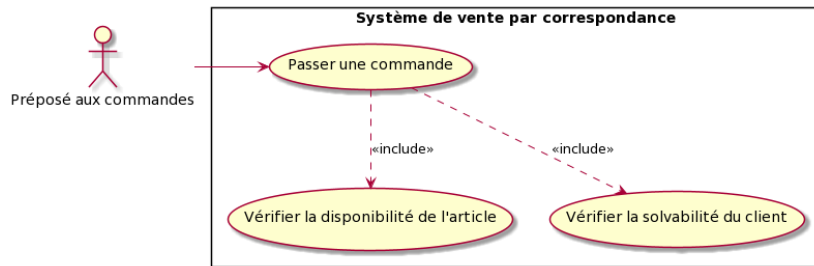 Système de vente par correspondance
Passer une commande
Préposé aux commandes
«include»
«include»
Vérifier la disponibilité de l'article
Vérifier la solvabilité du client